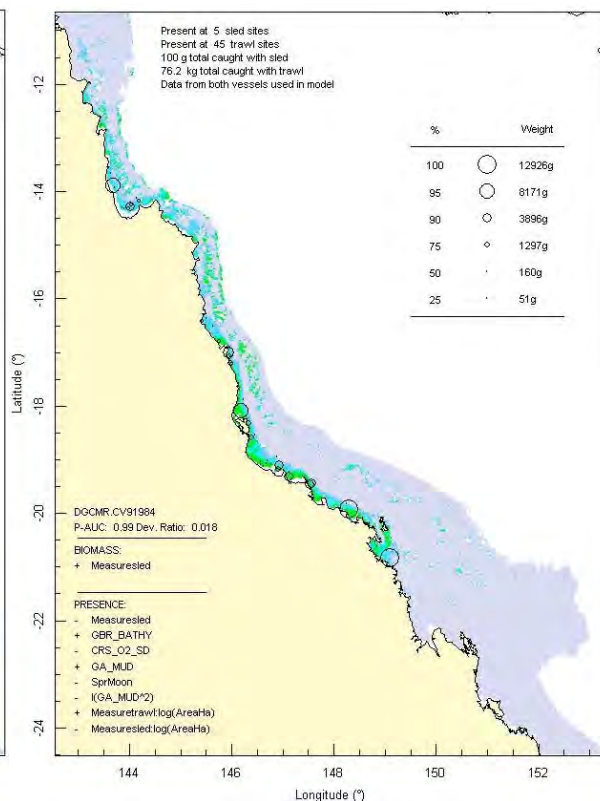 Present at 5 sled sites
Present at 45 trawl sites
100 g total caught with sled
76.2 kg total caught with trawl
Data from both vessels used in model
% Weight
100 12926g
95 8171g
90 3896g
75 1297g
50 160g
25 51g
-12
-14
-16
-18
-20
-22
-24
Latitude (°)
DGCMR.CV91984
P-AUC: 0.99 Dev. Ratio: 0.018
BIOMASS:
+ Measuresled
PRESENCE:
- Measuresled
+ GBR_BATHY
- CRS_O2_SD
+ GA_MUD
- SprMoon
- I(GA_MUD^2)
+ Measuretrawl:log(AreaHa)
- Measuresled:log(AreaHa)
144 146 148 150 152
Longitude (°)